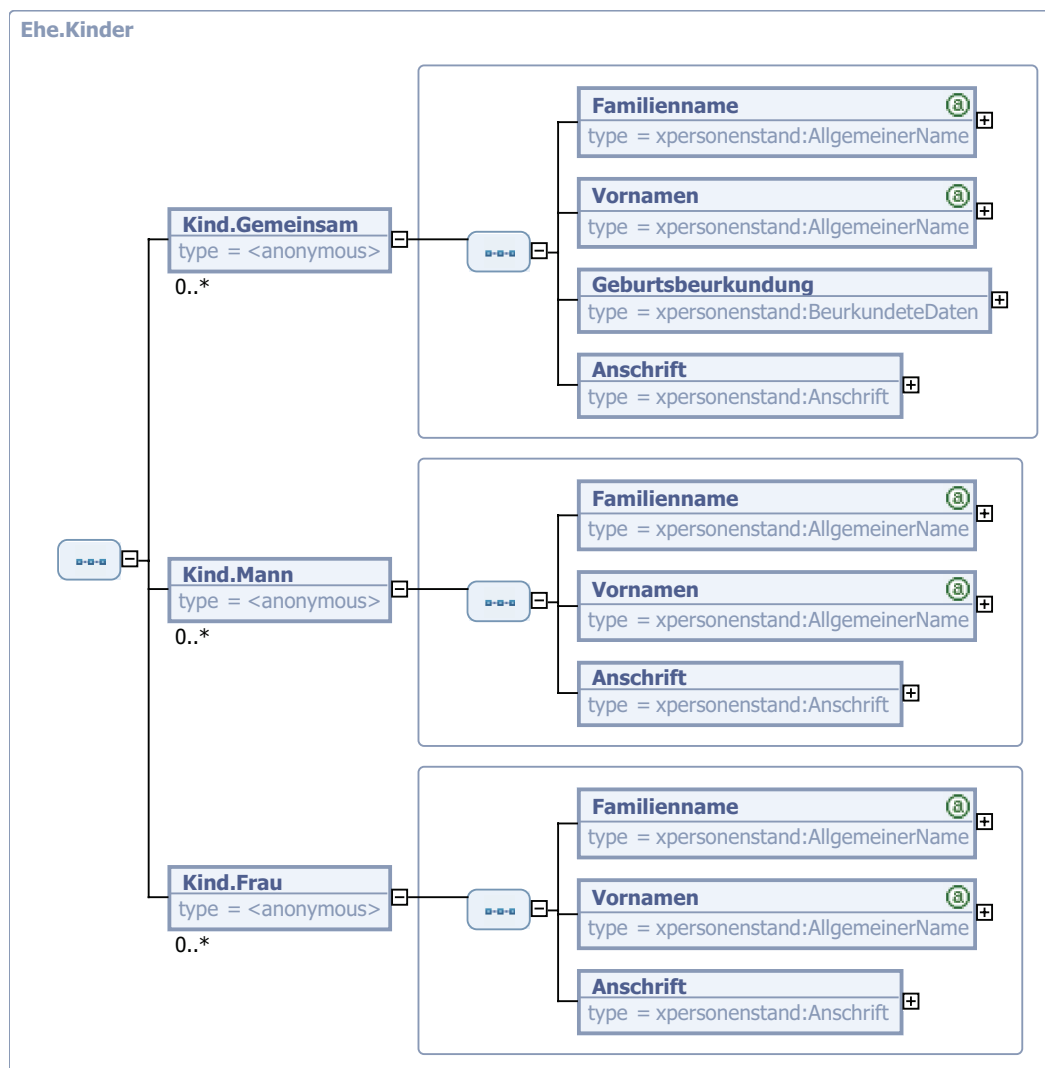 Ehe.Kinder
Kind.Gemeinsam
type = <anonymous>
0..*
Familienname
type = xpersonenstand:AllgemeinerName
Vornamen
type = xpersonenstand:AllgemeinerName
Geburtsbeurkundung
type = xpersonenstand:BeurkundeteDaten
Anschrift
type = xpersonenstand:Anschrift
Kind.Mann
type = <anonymous>
0..*
Familienname
type = xpersonenstand:AllgemeinerName
Vornamen
type = xpersonenstand:AllgemeinerName
Anschrift
type = xpersonenstand:Anschrift
Kind.Frau
type = <anonymous>
0..*
Familienname
type = xpersonenstand:AllgemeinerName
Vornamen
type = xpersonenstand:AllgemeinerName
Anschrift
type = xpersonenstand:Anschrift